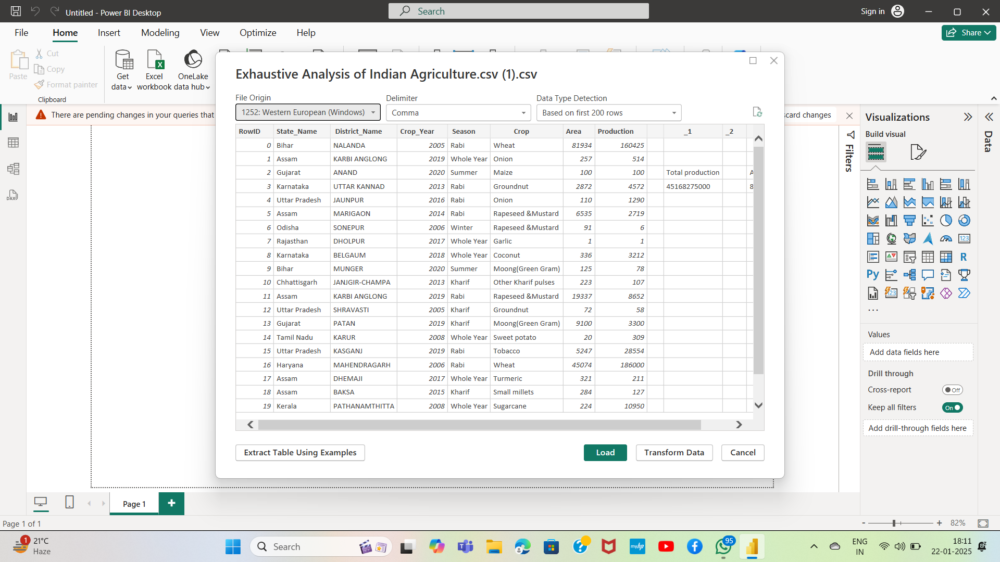 Untitled - Power BI Desktop
Search
Sign in
File Home Insert Modeling View Optimize Help
Share
Paste
Cut
Copy
Format painter
Clipboard
Get data
Excel workbook
OneLake data hub
There are pending changes in your queries that
scard changes
Exhaustive Analysis of Indian Agriculture.csv (1).csv
File Origin
1252: Western European (Windows)
Delimiter
Comma
Data Type Detection
Based on first 200 rows
RowID State_Name District_Name Crop_Year Season Crop Area Production _1 _2
0 Bihar NALANDA 2005 Rabi Wheat 81934 160425
1 Assam KARBI ANGLONG 2019 Whole Year Onion 257 514
2 Gujarat ANAND 2020 Summer Maize 100 100 Total production A
3 Karnataka UTTAR KANNAD 2013 Rabi Groundnut 2872 4572 45168275000 8
4 Uttar Pradesh JAUNPUR 2016 Rabi Onion 110 1290
5 Assam MARIGAON 2014 Rabi Rapeseed &Mustard 6535 2719
6 Odisha SONEPUR 2006 Winter Rapeseed &Mustard 91 6
7 Rajasthan DHOLPUR 2017 Whole Year Garlic 1 1
8 Karnataka BELGAUM 2018 Whole Year Coconut 336 3212
9 Bihar MUNGER 2020 Summer Moong(Green Gram) 125 78
10 Chhattisgarh JANJGIR-CHAMPA 2013 Kharif Other Kharif pulses 223 107
11 Assam KARBI ANGLONG 2019 Rabi Rapeseed &Mustard 19337 8652
12 Uttar Pradesh SHRAVASTI 2005 Kharif Groundnut 72 58
13 Gujarat PATAN 2019 Kharif Moong(Green Gram) 9100 3300
14 Tamil Nadu KARUR 2008 Whole Year Sweet potato 20 309
15 Uttar Pradesh KASGANJ 2019 Rabi Tobacco 5247 28554
16 Haryana MAHENDRAGARH 2006 Rabi Wheat 45074 186000
17 Assam DHEMAJI 2017 Whole Year Turmeric 321 211
18 Assam BAKSA 2015 Kharif Small millets 284 127
19 Kerala PATHANAMTHITTA 2008 Whole Year Sugarcane 224 10950
Extract Table Using Examples
Load
Transform Data
Cancel
DAX
Filters
Visualizations
Build visual
123
R
Py
123
...
Values
Add data fields here
Drill through
Cross-report
Off
Keep all filters
On
Add drill-through fields here
Data
Page 1
+
Page 1 of 1
- + 82%
1
21°C
Haze
Search
myhp
95
ENG
IN
18:11
22-01-2025